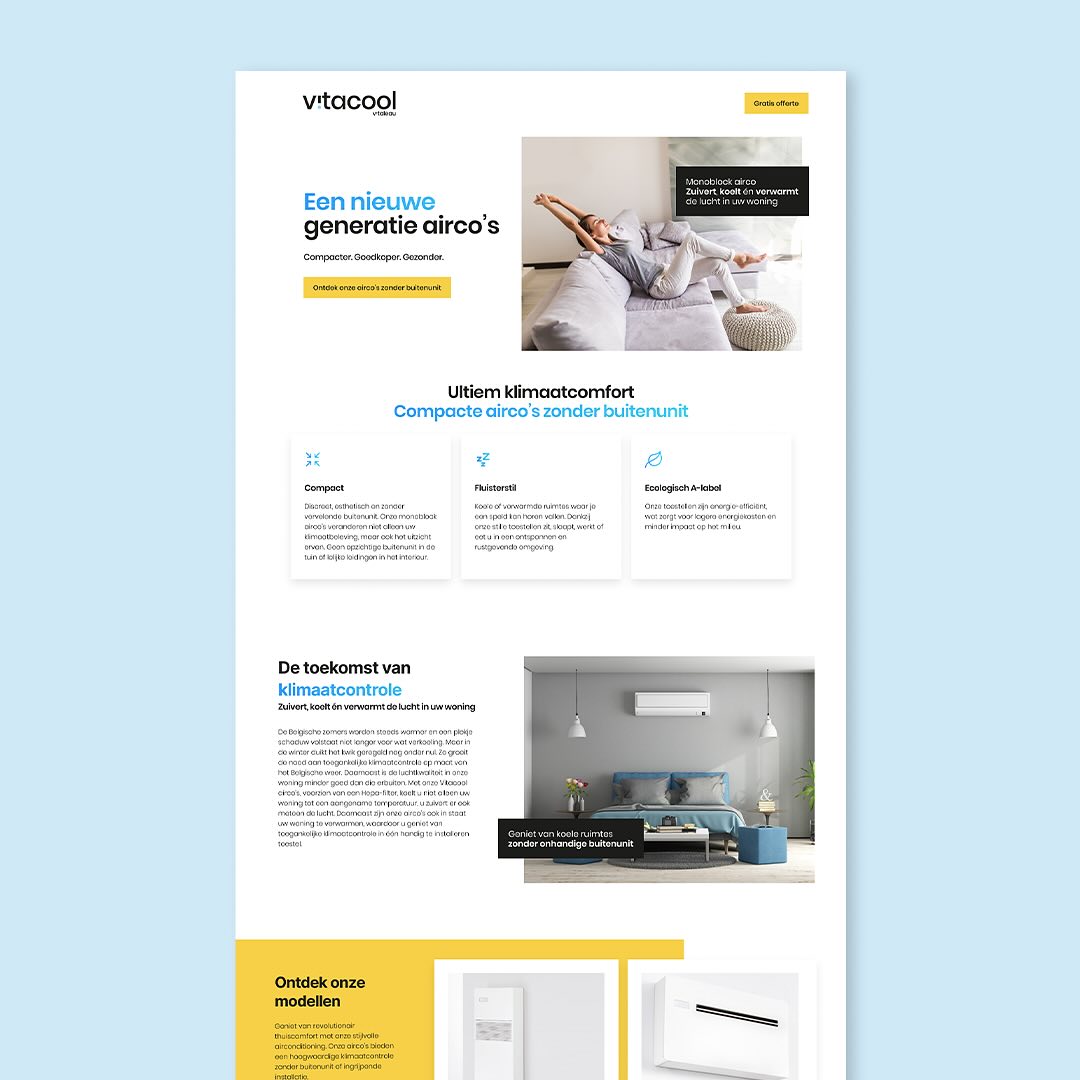 vitacool
vitaleau
Gratis offerte
Monoblock airco
Zuivert, koelt én verwarmt
de lucht in uw woning
Een nieuwe
generatie airco's
Compacter. Goedkoper. Gezonder.
Ontdek onze airco's zonder buitenunit
Ultiem klimaatcomfort
Compacte airco's zonder buitenunit
Compact
Discreet, esthetisch en zonder
vervelende buitenunit. Onze monoblock
airco's veranderen niet alleen uw
klimaatbeleving, maar ook het uitzicht
ervan. Geen opzichtige buitenunit in de
tuin of lelijke leidingen in het interieur.
Fluisterstil
Koele of verwarmde ruimtes waar je
een speld kan horen vallen. Dankzij
onze stille toestellen zit, slaapt, werkt of
eet u in een ontspannen en
rustgevende omgeving.
Ecologisch A-label
Onze toestellen zijn energie-efficiënt,
wat zorgt voor lagere energiekosten en
minder impact op het milieu.
De toekomst van
klimaatcontrole
Zuivert, koelt én verwarmt de lucht in uw woning
De Belgische zomers worden steeds warmer en een plekje
schaduw volstaat niet langer voor wat verkoeling. Maar in
de winter duikt het kwik geregeld nog onder nul. Zo groeit
de nood aan toegankelijke klimaatcontrole op maat van
het Belgische weer. Daarnaast is de luchtkwaliteit in onze
woning minder goed dan die erbuiten. Met onze Vitacool
airco's, voorzien van een Hepa-filter, koelt u niet alleen uw
woning tot een aangename temperatuur, u zuivert er ook
meteen de lucht. Daarnaast zijn onze airco's ook in staat
uw woning te verwarmen, waardoor u geniet van
toegankelijke klimaatcontrole in één handig te installeren
toestel.
&
Geniet van koele ruimtes
zonder onhandige buitenunit
Ontdek onze
modellen
Geniet van revolutionair
thuiscomfort met onze stijlvolle
airconditioning. Onze airco's bieden
een hoogwaardige klimaatcontrole
zonder buitenunit of ingrijpende
installatie.